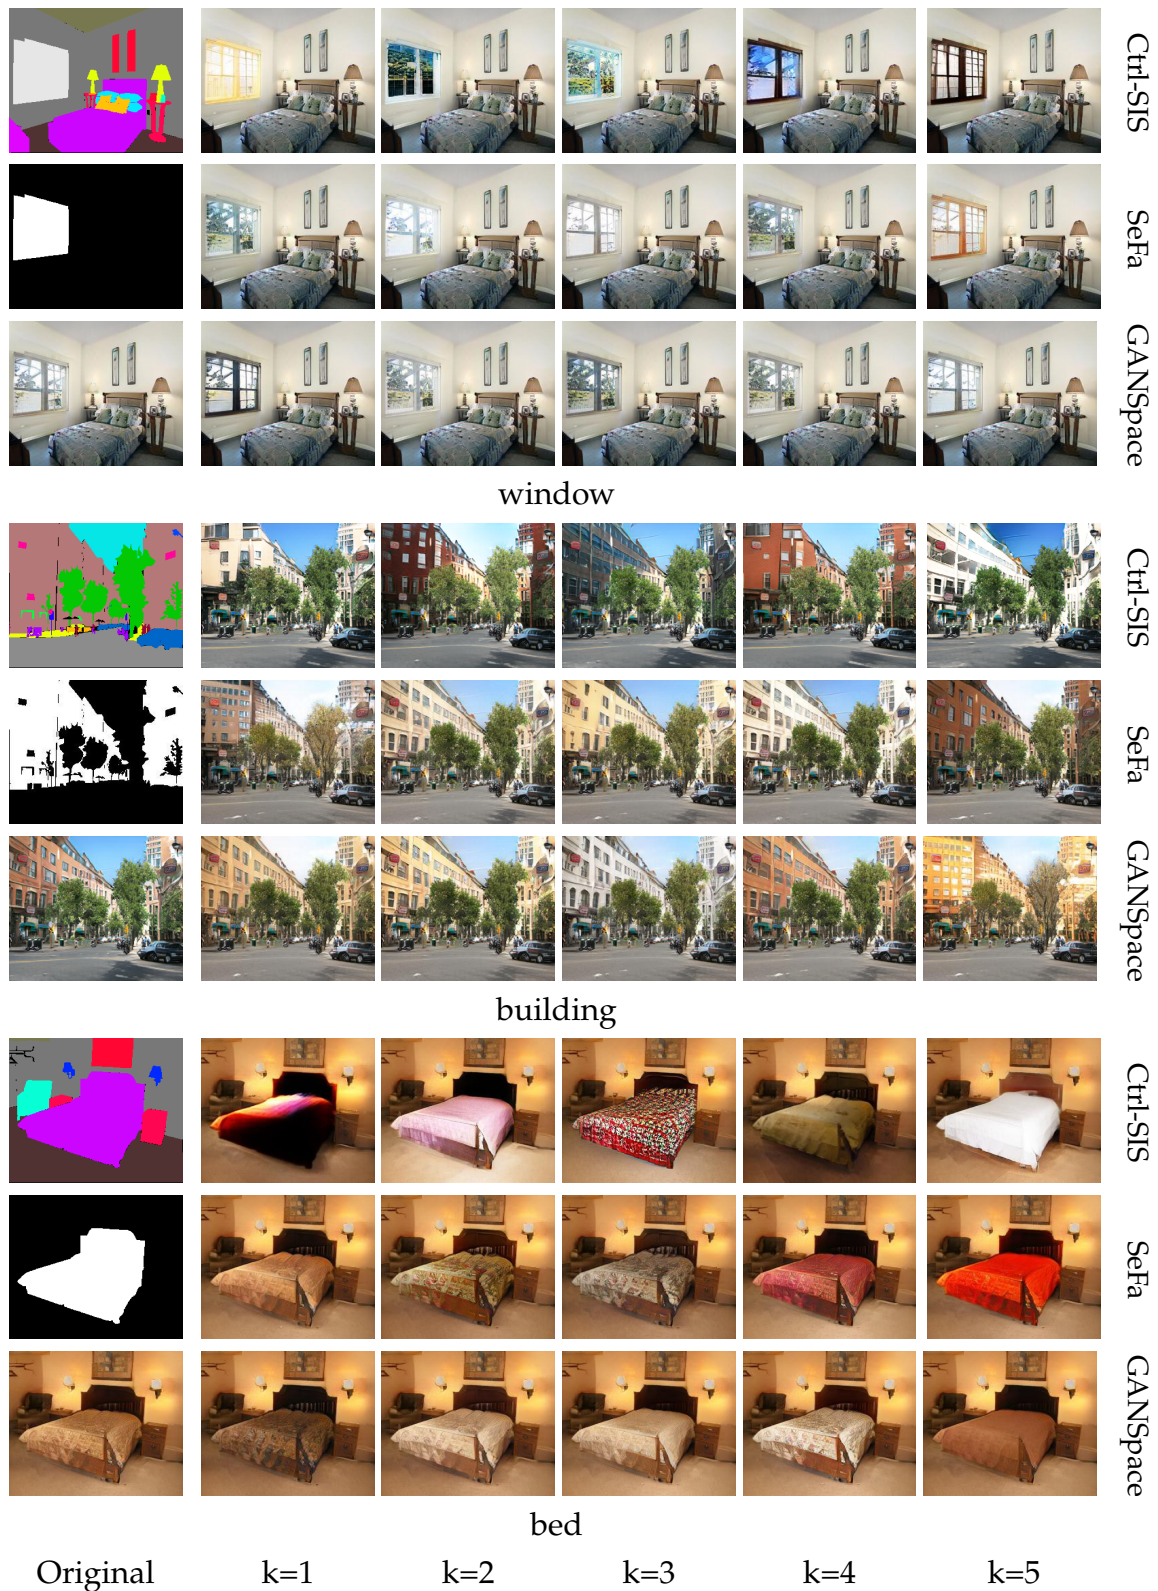 Ctrl-SIS
SeFa
GANSpace
window
Ctrl-SIS
SeFa
GANSpace
building
Ctrl-SIS
SeFa
GANSpace
bed
Original k=1 k=2 k=3 k=4 k=5